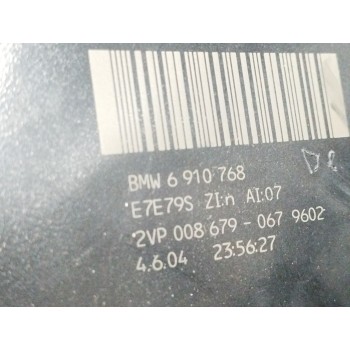 BMW 6 910 768
E7E79S ZI:n AI:07
2VP 008 679 - 067 9602
4.6.04 23:56:27